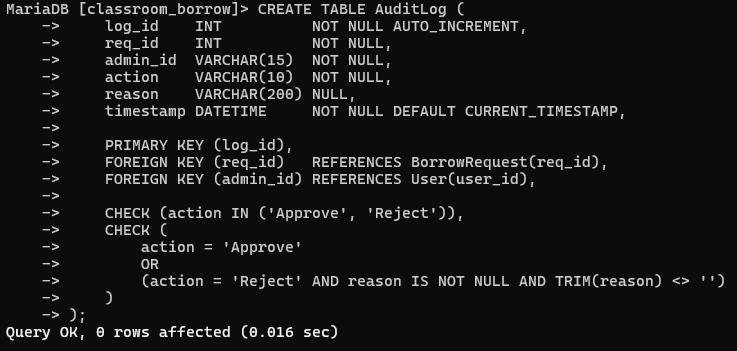 MariaDB [classroom_borrow]> CREATE TABLE AuditLog (
    ->     log_id    INT          NOT NULL AUTO_INCREMENT,
    ->     req_id    INT          NOT NULL,
    ->     admin_id  VARCHAR(15)  NOT NULL,
    ->     action    VARCHAR(10)  NOT NULL,
    ->     reason    VARCHAR(200) NULL,
    ->     timestamp DATETIME     NOT NULL DEFAULT CURRENT_TIMESTAMP,
    ->
    ->     PRIMARY KEY (log_id),
    ->     FOREIGN KEY (req_id)   REFERENCES BorrowRequest(req_id),
    ->     FOREIGN KEY (admin_id) REFERENCES User(user_id),
    ->
    ->     CHECK (action IN ('Approve', 'Reject')),
    ->     CHECK (
    ->         action = 'Approve'
    ->         OR
    ->         (action = 'Reject' AND reason IS NOT NULL AND TRIM(reason) <> '')
    ->     )
    -> );
Query OK, 0 rows affected (0.016 sec)